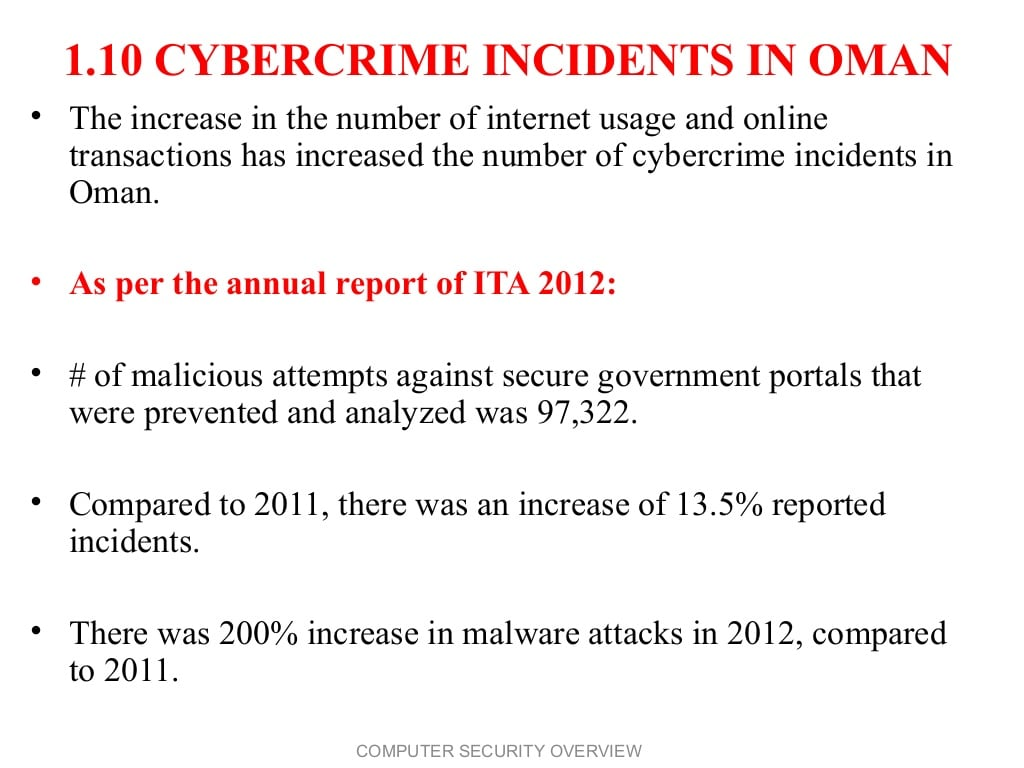 1.10 CYBERCRIME INCIDENTS IN OMAN
• The increase in the number of internet usage and online
transactions has increased the number of cybercrime incidents in
Oman.
• As per the annual report of ITA 2012:
• # of malicious attempts against secure government portals that
were prevented and analyzed was 97,322.
• Compared to 2011, there was an increase of 13.5% reported
incidents.
• There was 200% increase in malware attacks in 2012, compared
to 2011.
COMPUTER SECURITY OVERVIEW